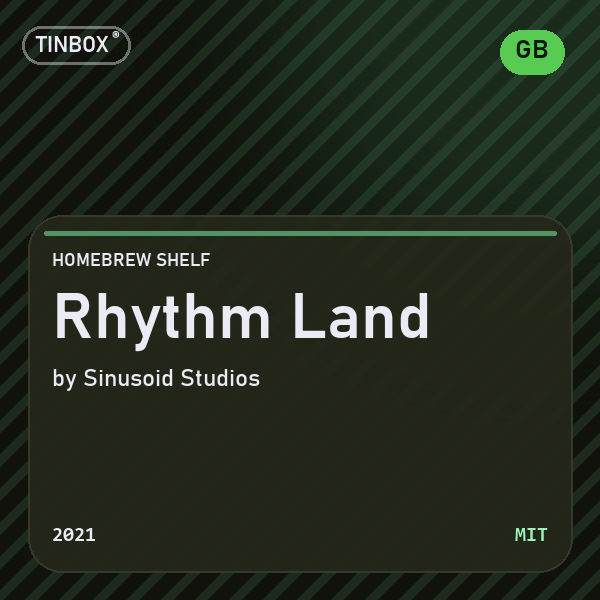 TINBOX®
GB
HOMEBREW SHELF
Rhythm Land
by Sinusoid Studios
2021
MIT